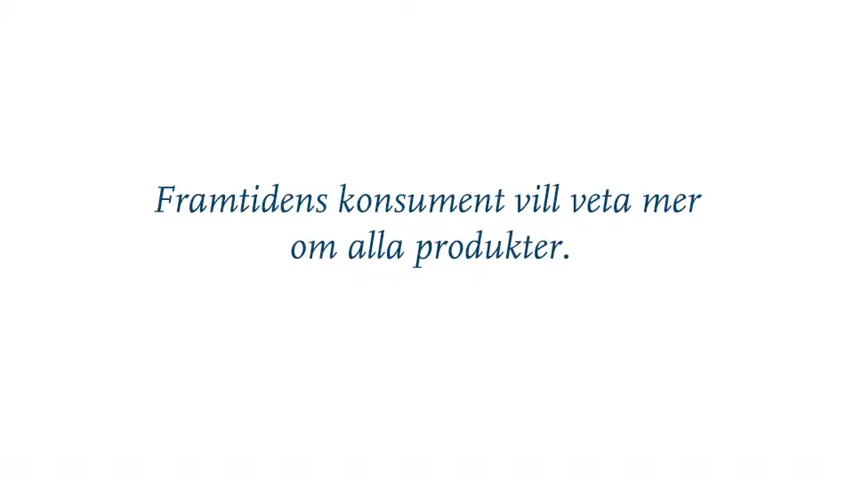 Framtidens konsument vill veta mer
om alla produkter.